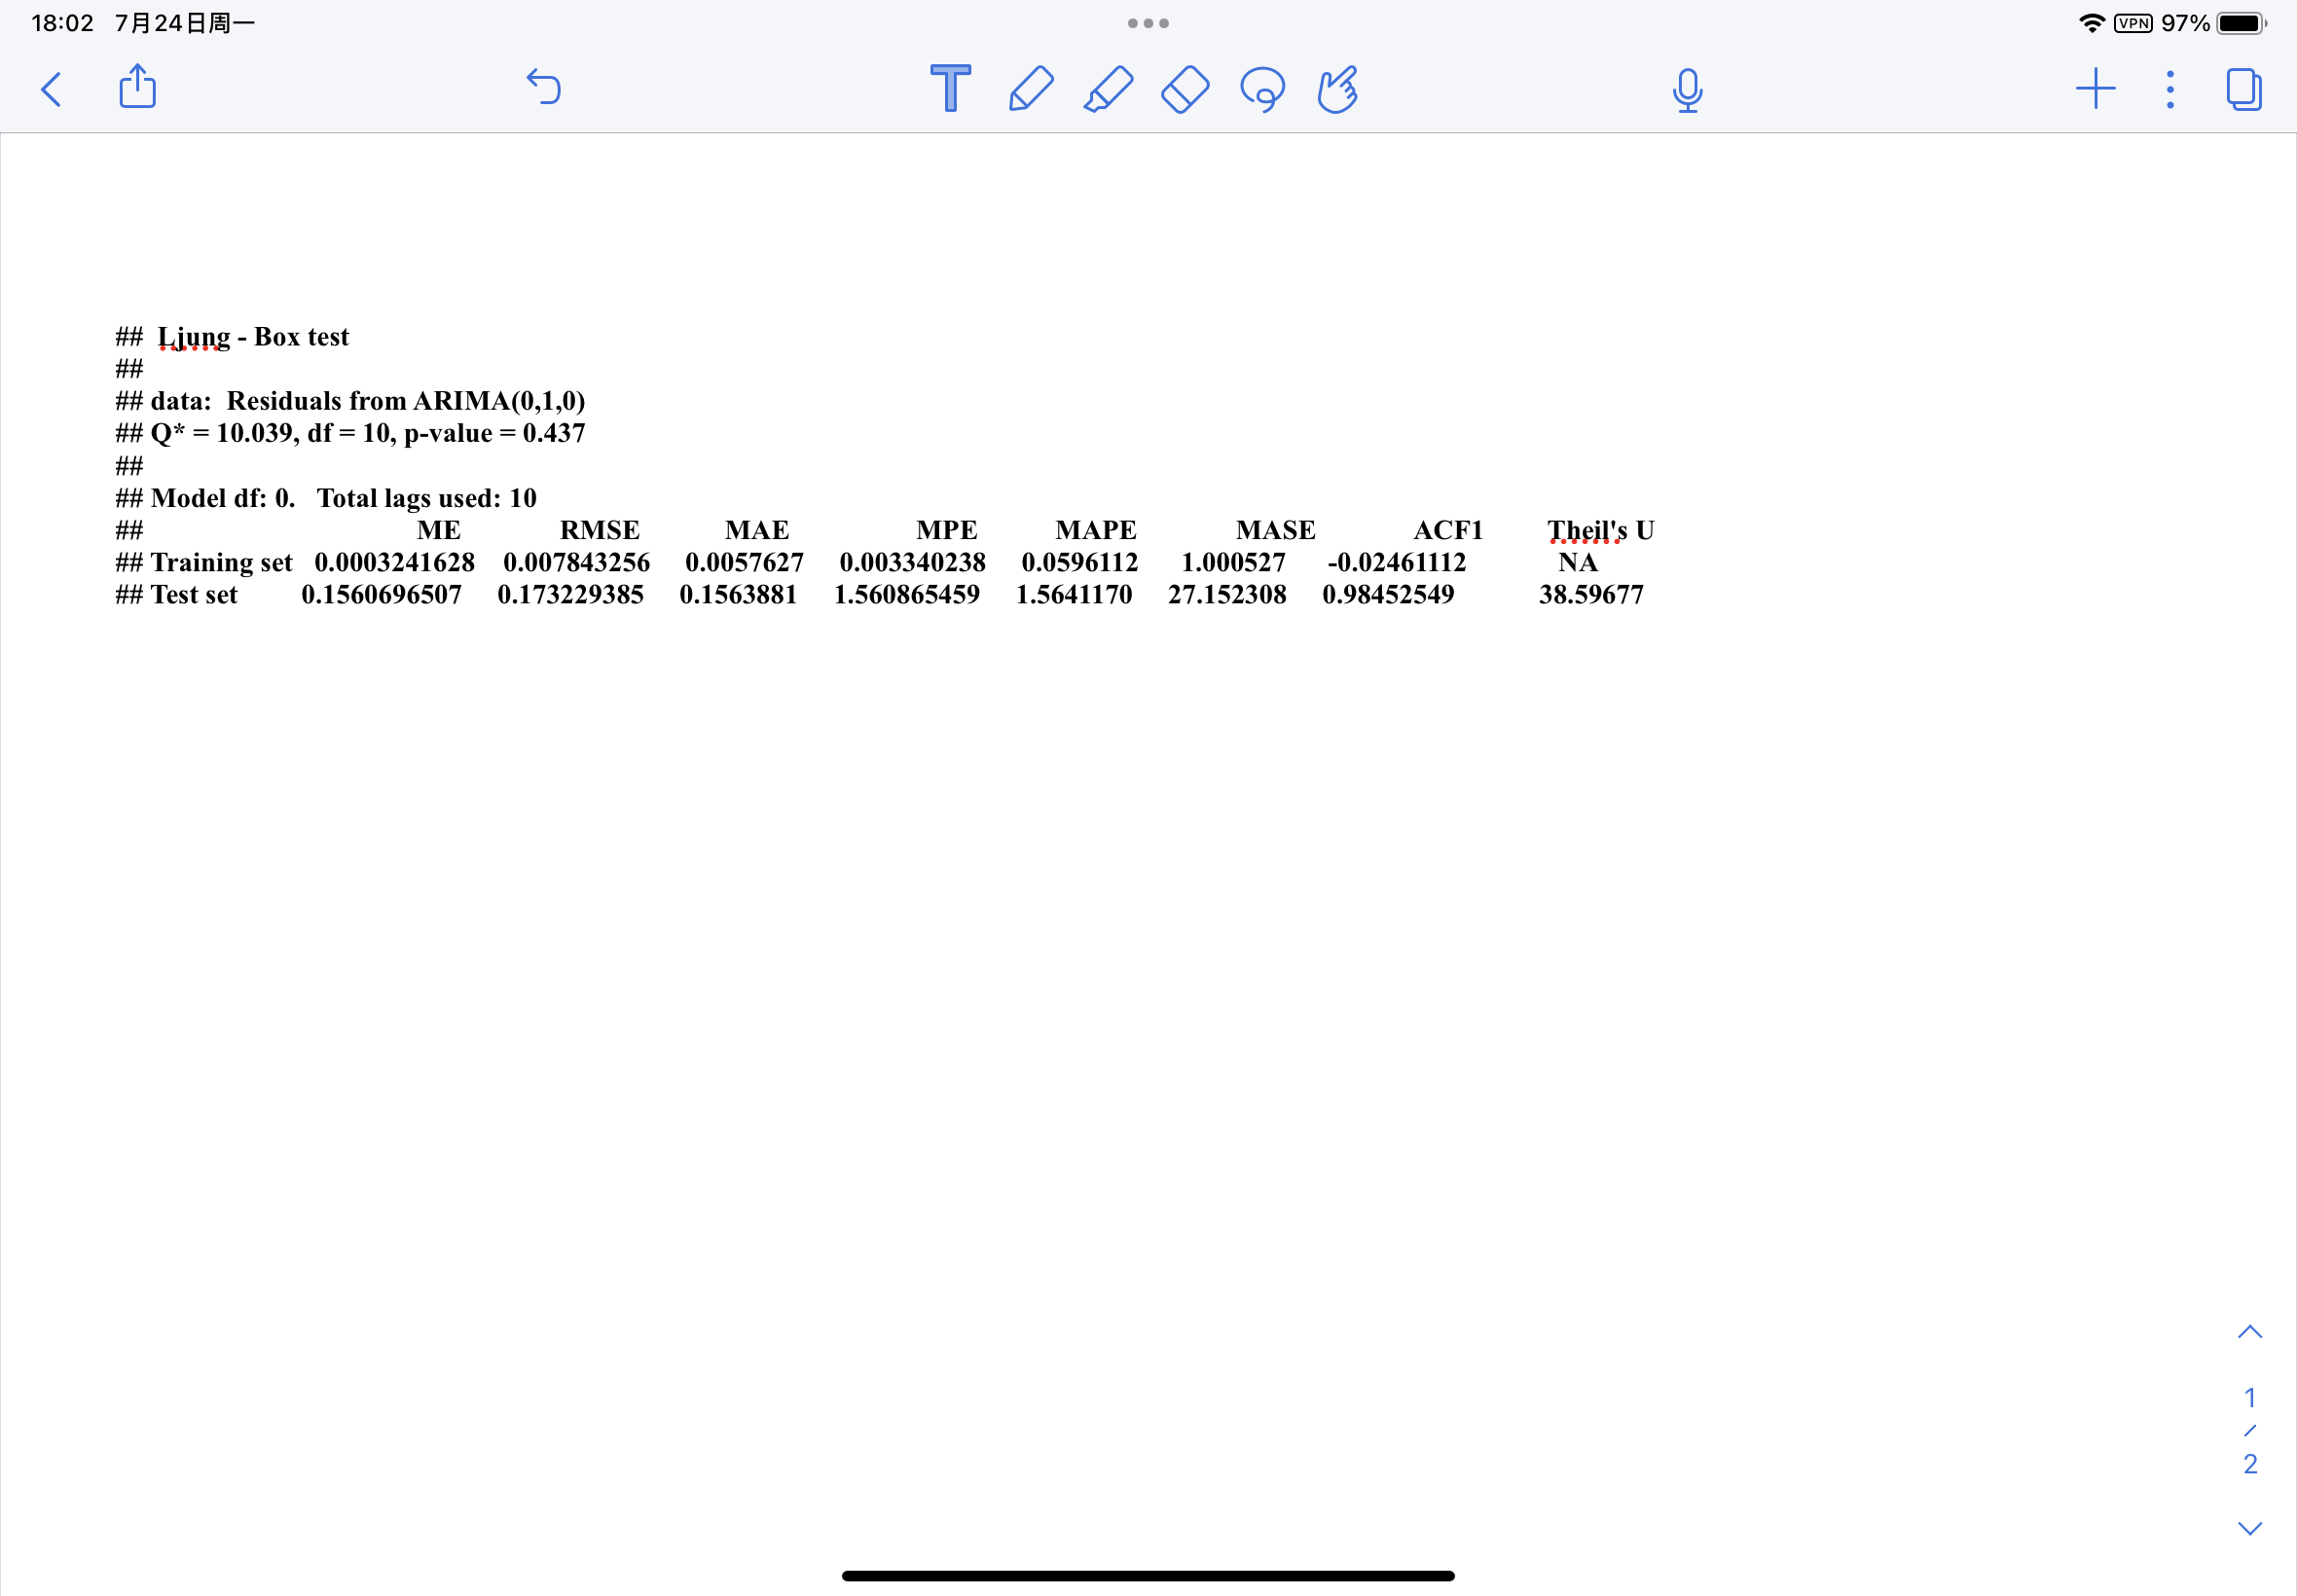 18:02 7月24日周一
VPN 97%
T
## Ljung - Box test
##
## data: Residuals from ARIMA(0,1,0)
## Q* = 10.039, df = 10, p-value = 0.437
##
## Model df: 0. Total lags used: 10
## ME RMSE MAE MPE MAPE MASE ACF1 Theil's U
## Training set 0.0003241628 0.007843256 0.0057627 0.003340238 0.0596112 1.000527 -0.02461112 NA
## Test set 0.1560696507 0.173229385 0.1563881 1.560865459 1.5641170 27.152308 0.98452549 38.59677
1
/
2